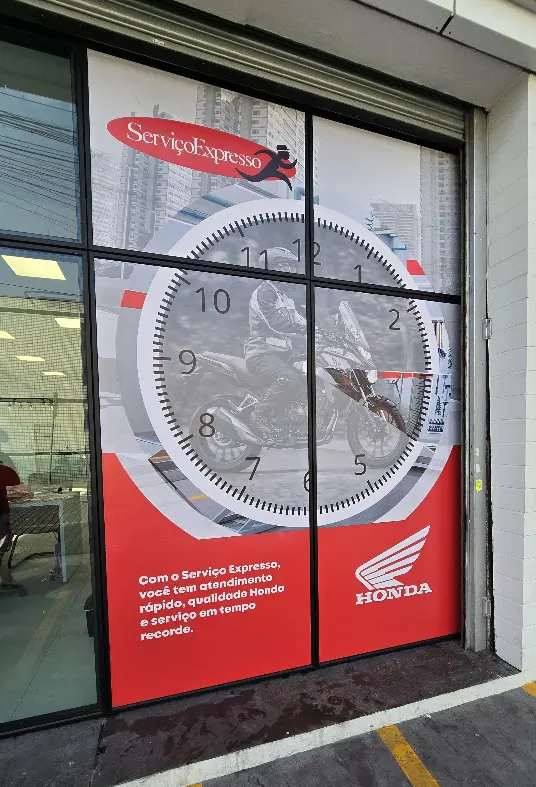 ServiçoExpresso
11
12
1
10
2
9
8
7
6
5
Com o Serviço Expresso,
você tem atendimento
rápido, qualidade Honda
e serviço em tempo
recorde.
HONDA